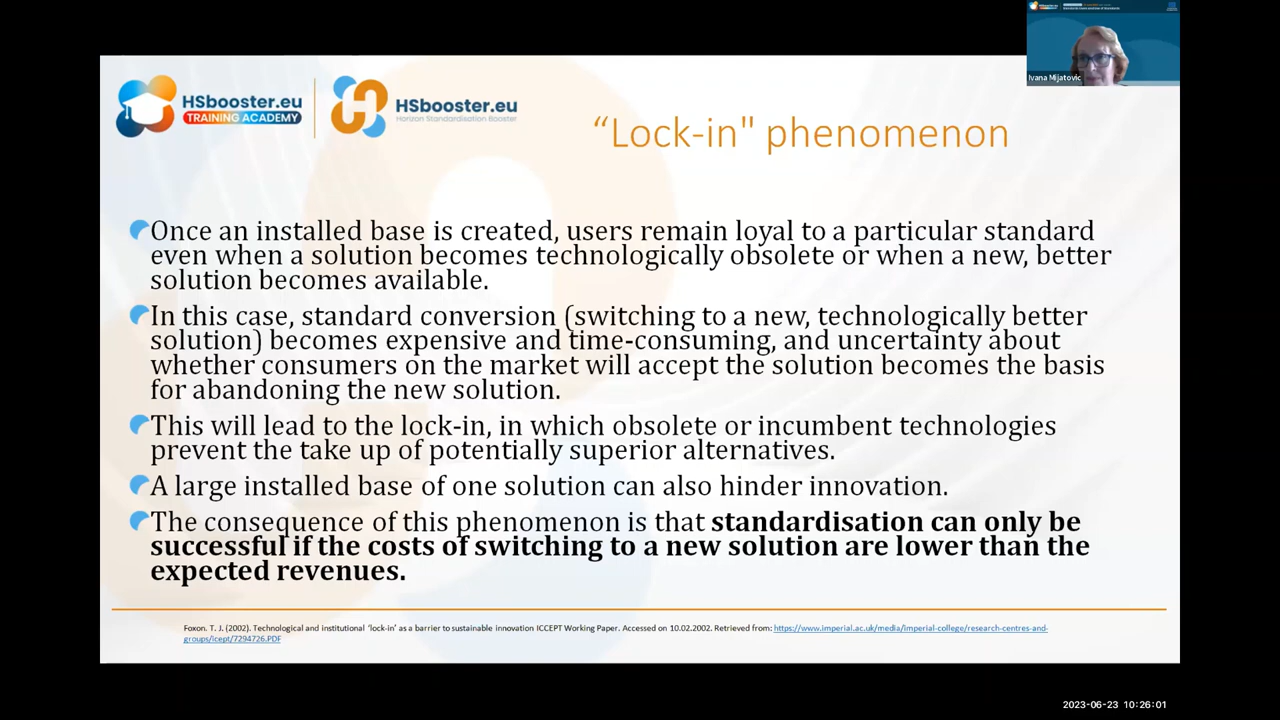 HSbooster.eu
TRAINING ACADEMY
HSbooster.eu
Horizon Standardisation Booster
“Lock-in" phenomenon
Ivana Mijatovic
Once an installed base is created, users remain loyal to a particular standard
even when a solution becomes technologically obsolete or when a new, better
solution becomes available.
In this case, standard conversion (switching to a new, technologically better
solution) becomes expensive and time-consuming, and uncertainty about
whether consumers on the market will accept the solution becomes the basis
for abandoning the new solution.
This will lead to the lock-in, in which obsolete or incumbent technologies
prevent the take up of potentially superior alternatives.
A large installed base of one solution can also hinder innovation.
The consequence of this phenomenon is that standardisation can only be
successful if the costs of switching to a new solution are lower than the
expected revenues.
Foxon. T. J. (2002). Technological and institutional ‘lock-in’ as a barrier to sustainable innovation ICCEPT Working Paper. Accessed on 10.02.2002. Retrieved from: https://www.imperial.ac.uk/media/imperial-college/research-centres-and-
groups/icept/7294726.PDF
2023-06-23 10:26:01